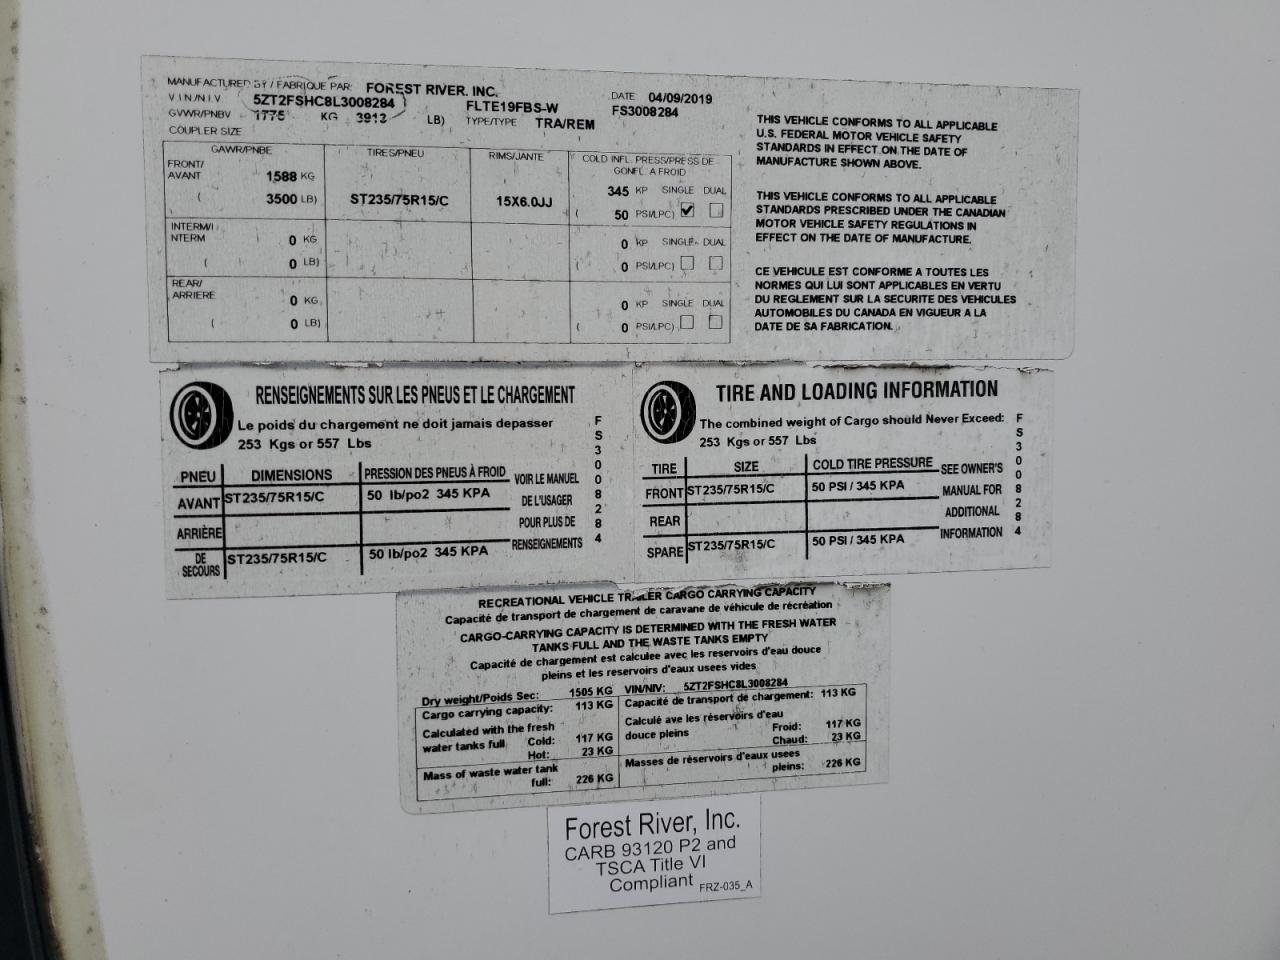 MANUFACTURED BY / FABRIQUE PAR: FOREST RIVER, INC.
DATE 04/09/2019
VIN/NIV 5ZT2FSHC8L3008284
FLTE19FBS-W
FS3008284
GVWR/PNBV 1775 KG 3912 LB)
TYPE/TYPE TRA/REM
COUPLER SIZE
GAWR/PNBE TIRES/PNEU RIMS/JANTE COLD INFL. PRESS/PRESS DE
GONFL. A FROID
FRONT/
AVANT 1588 KG 345 KP SINGLE DUAL
( 3500 LB) ST235/75R15/C 15X6.0JJ ( 50 PSI/LPC)
INTERM/I
NTERM 0 KG 0 KP SINGLE DUAL
( 0 LB) ( 0 PSI/LPC)
REAR/
ARRIERE 0 KG 0 KP SINGLE DUAL
( 0 LB) ( 0 PSI/LPC)
THIS VEHICLE CONFORMS TO ALL APPLICABLE
U.S. FEDERAL MOTOR VEHICLE SAFETY
STANDARDS IN EFFECT ON THE DATE OF
MANUFACTURE SHOWN ABOVE.
THIS VEHICLE CONFORMS TO ALL APPLICABLE
STANDARDS PRESCRIBED UNDER THE CANADIAN
MOTOR VEHICLE SAFETY REGULATIONS IN
EFFECT ON THE DATE OF MANUFACTURE.
CE VEHICULE EST CONFORME A TOUTES LES
NORMES QUI LUI SONT APPLICABLES EN VERTU
DU REGLEMENT SUR LA SECURITE DES VEHICULES
AUTOMOBILES DU CANADA EN VIGUEUR A LA
DATE DE SA FABRICATION.
RENSEIGNEMENTS SUR LES PNEUS ET LE CHARGEMENT
Le poids du chargement ne doit jamais depasser
253 Kgs or 557 Lbs
PNEU DIMENSIONS PRESSION DES PNEUS À FROID
AVANT ST235/75R15/C 50 lb/po2 345 KPA
ARRIÈRE
DE
SECOURS ST235/75R15/C 50 lb/po2 345 KPA
VOIR LE MANUEL
DE L'USAGER
POUR PLUS DE
RENSEIGNEMENTS
FS3008284
TIRE AND LOADING INFORMATION
The combined weight of Cargo should Never Exceed:
253 Kgs or 557 Lbs
TIRE SIZE COLD TIRE PRESSURE
FRONT ST235/75R15/C 50 PSI / 345 KPA
REAR
SPARE ST235/75R15/C 50 PSI / 345 KPA
SEE OWNER'S
MANUAL FOR
ADDITIONAL
INFORMATION
FS3008284
RECREATIONAL VEHICLE TRAILER CARGO CARRYING CAPACITY
Capacité de transport de chargement de caravane de véhicule de récréation
CARGO-CARRYING CAPACITY IS DETERMINED WITH THE FRESH WATER
TANKS FULL AND THE WASTE TANKS EMPTY
Capacité de chargement est calculee avec les reservoirs d'eau douce
pleins et les reservoirs d'eaux usees vides
Dry weight/Poids Sec: 1505 KG VIN/NIV: 5ZT2FSHC8L3008284
Cargo carrying capacity: 113 KG
Calculated with the fresh
water tanks full Cold: 117 KG
Hot: 23 KG
Mass of waste water tank
full: 226 KG
Capacité de transport de chargement: 113 KG
Calculé ave les réservoirs d'eau
douce pleins Froid: 117 KG
Chaud: 23 KG
Masses de réservoirs d'eaux usees
pleins: 226 KG
Forest River, Inc.
CARB 93120 P2 and
TSCA Title VI
Compliant FRZ-035_A